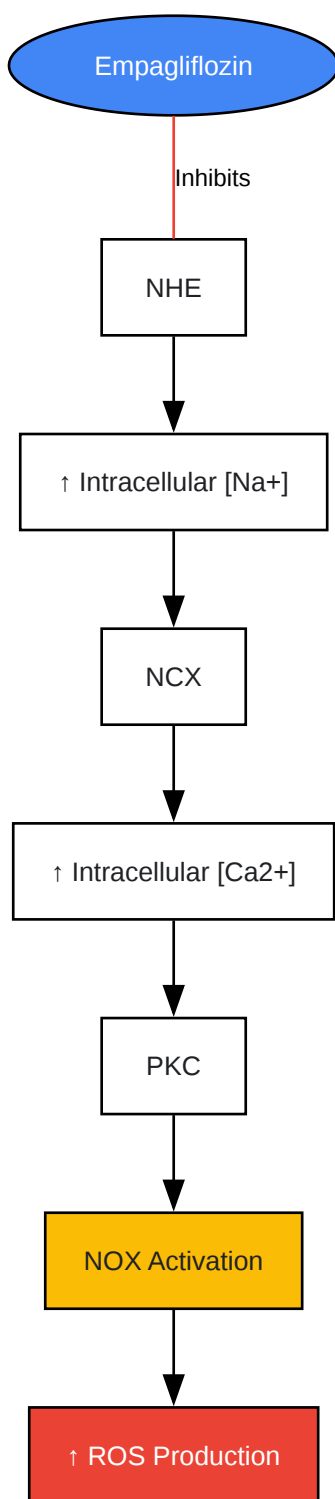 Empagliflozin
Inhibits
NHE
↑ Intracellular [Na+]
NCX
↑ Intracellular [Ca2+]
PKC
NOX Activation
↑ ROS Production